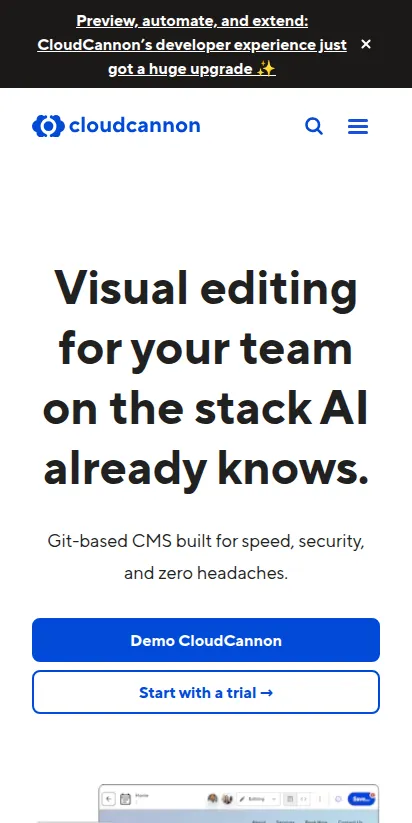 Preview, automate, and extend:
CloudCannon’s developer experience just
got a huge upgrade ✨
×
cloudcannon
Visual editing
for your team
on the stack AI
already knows.
Git-based CMS built for speed, security,
and zero headaches.
Demo CloudCannon
Start with a trial →
Home
Editing
Save...